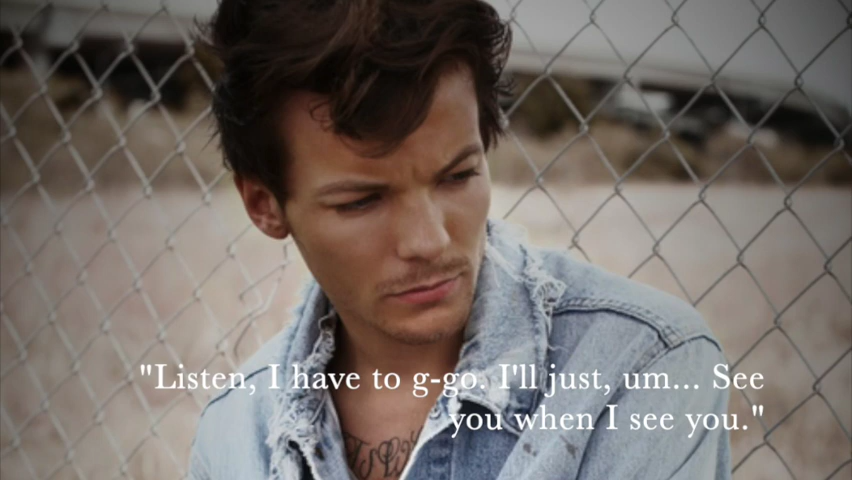 "Listen, I have to g-go. I'll just, um... See
you when I see you."